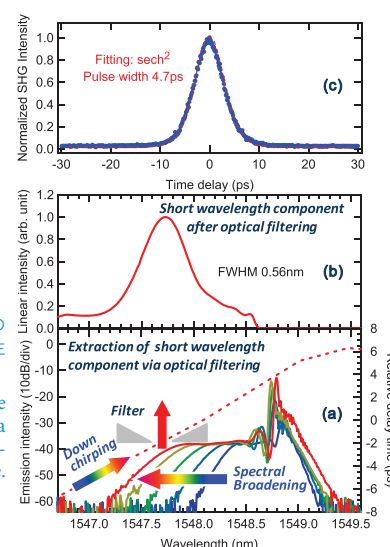 Normalized SHG Intensity
1.0
0.8
0.6
0.4
0.2
0.0
Fitting: sech²
Pulse width 4.7ps
(c)
-30
-20
-10
0
10
20
30
Time delay (ps)
Linear intensity (arb. unit)
1.2
1.0
0.8
0.6
0.4
0.2
0.0
Short wavelength component
after optical filtering
FWHM 0.56nm
(b)
Emission intensity (10dB/div)
0
-10
-20
-30
-40
-50
-60
Extraction of short wavelength
component via optical filtering
Filter
(a)
Down
chirping
Spectral
Broadening
8
6
4
2
0
-2
-4
-6
-8
1547.0
1547.5
1548.0
1548.5
1549.0
1549.5
Wavelength (nm)